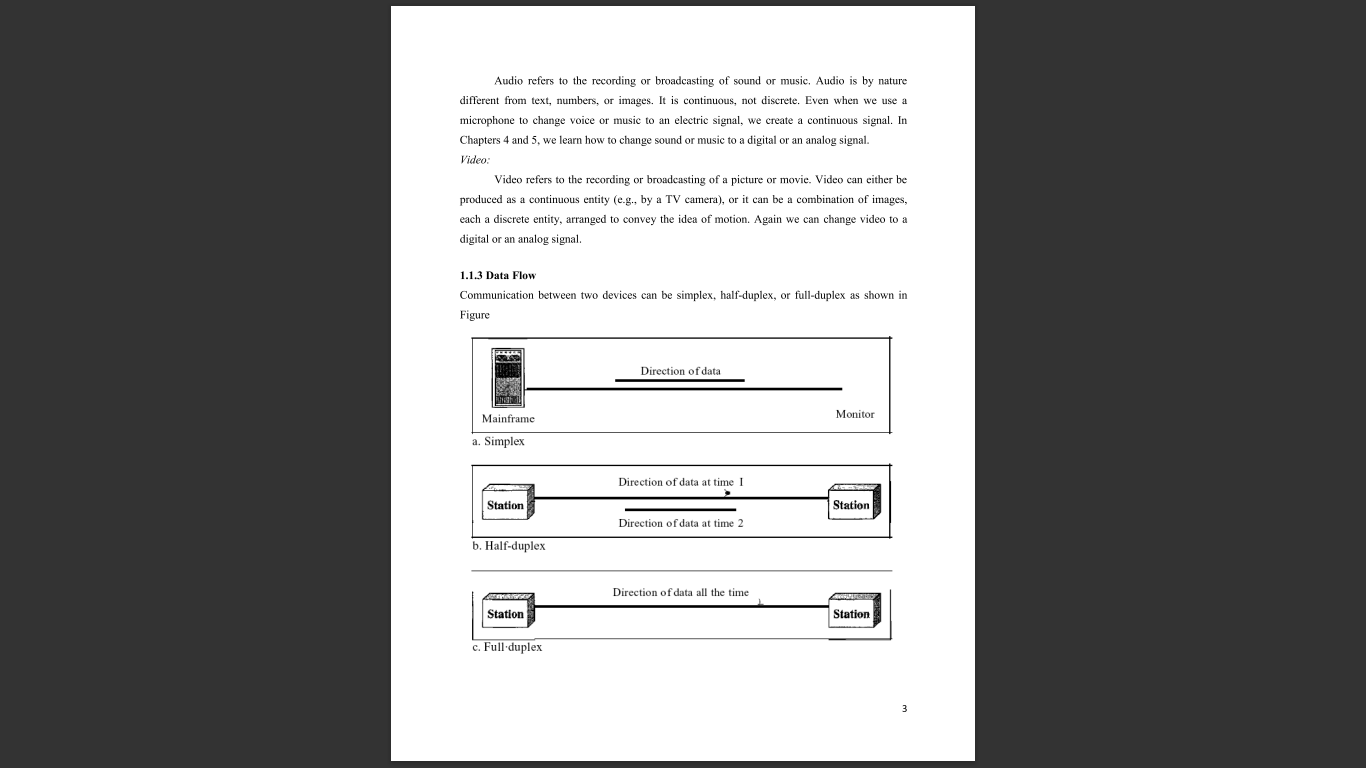 Audio refers to the recording or broadcasting of sound or music. Audio is by nature
different from text, numbers, or images. It is continuous, not discrete. Even when we use a
microphone to change voice or music to an electric signal, we create a continuous signal. In
Chapters 4 and 5, we learn how to change sound or music to a digital or an analog signal.
Video:
Video refers to the recording or broadcasting of a picture or movie. Video can either be
produced as a continuous entity (e.g., by a TV camera), or it can be a combination of images,
each a discrete entity, arranged to convey the idea of motion. Again we can change video to a
digital or an analog signal.
1.1.3 Data Flow
Communication between two devices can be simplex, half-duplex, or full-duplex as shown in
Figure
Direction of data
Mainframe
Monitor
a. Simplex
Direction of data at time I
Station
Station
Direction of data at time 2
b. Half-duplex
Direction of data all the time
Station
Station
c. Full·duplex
3